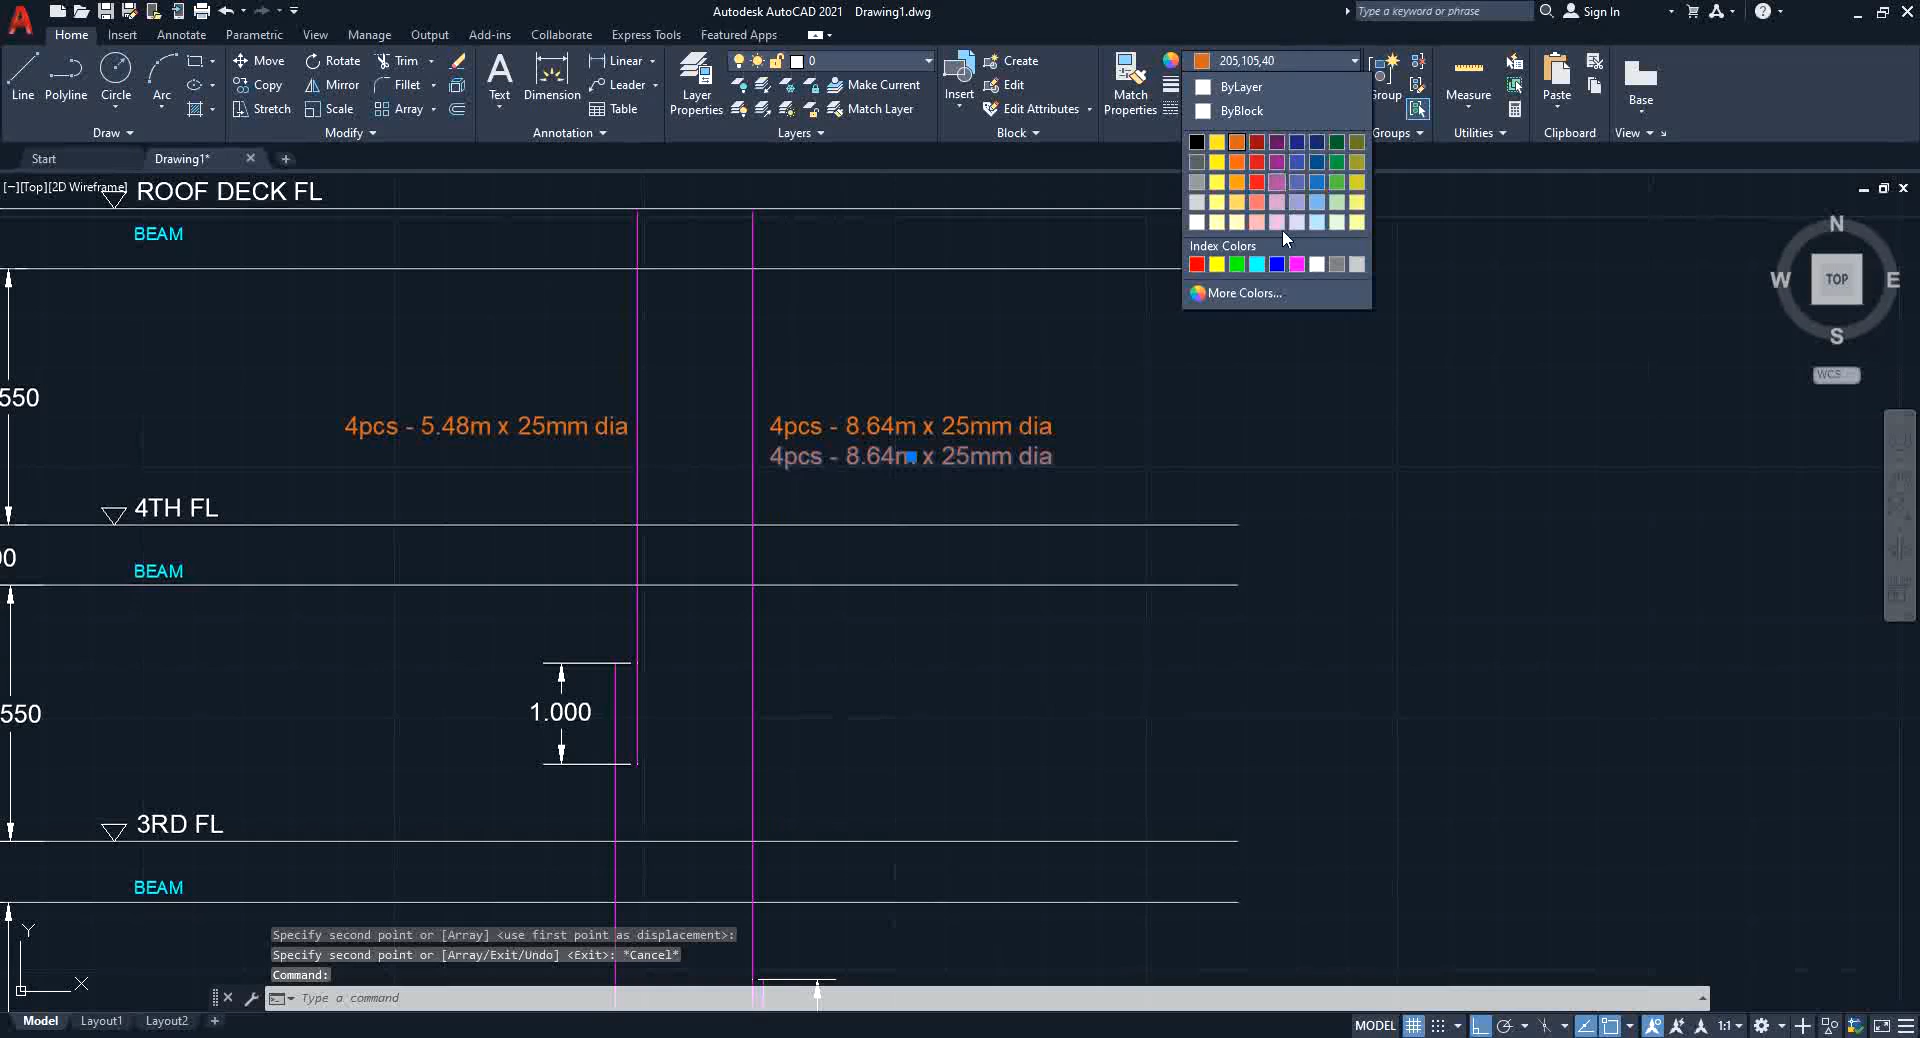 Autodesk AutoCAD 2021 Drawing1.dwg
Type a keyword or phrase
Sign In
Home Insert Annotate Parametric View Manage Output Add-ins Collaborate Express Tools Featured Apps
Line Polyline Circle Arc
Draw
Move Rotate Trim
Copy Mirror Fillet
Stretch Scale Array
Modify
Text Dimension
Linear
Leader
Table
Annotation
Layer Properties
0
Make Current
Match Layer
Layers
Insert
Create
Edit
Edit Attributes
Block
Match Properties
205,105,40
ByLayer
ByBlock
Index Colors
More Colors...
Group
Groups
Measure
Utilities
Paste
Clipboard
Base
View
Start Drawing1*
[−][Top][2D Wireframe]
ROOF DECK FL
BEAM
550
4pcs - 5.48m x 25mm dia
4pcs - 8.64m x 25mm dia
4pcs - 8.64m x 25mm dia
4TH FL
00
BEAM
550
1.000
3RD FL
BEAM
N
W TOP E
S
WCS
Y
X
Specify second point or [Array] <use first point as displacement>:
Specify second point or [Array/Exit/Undo] <Exit>: *Cancel*
Command:
Type a command
Model Layout1 Layout2
MODEL
1:1